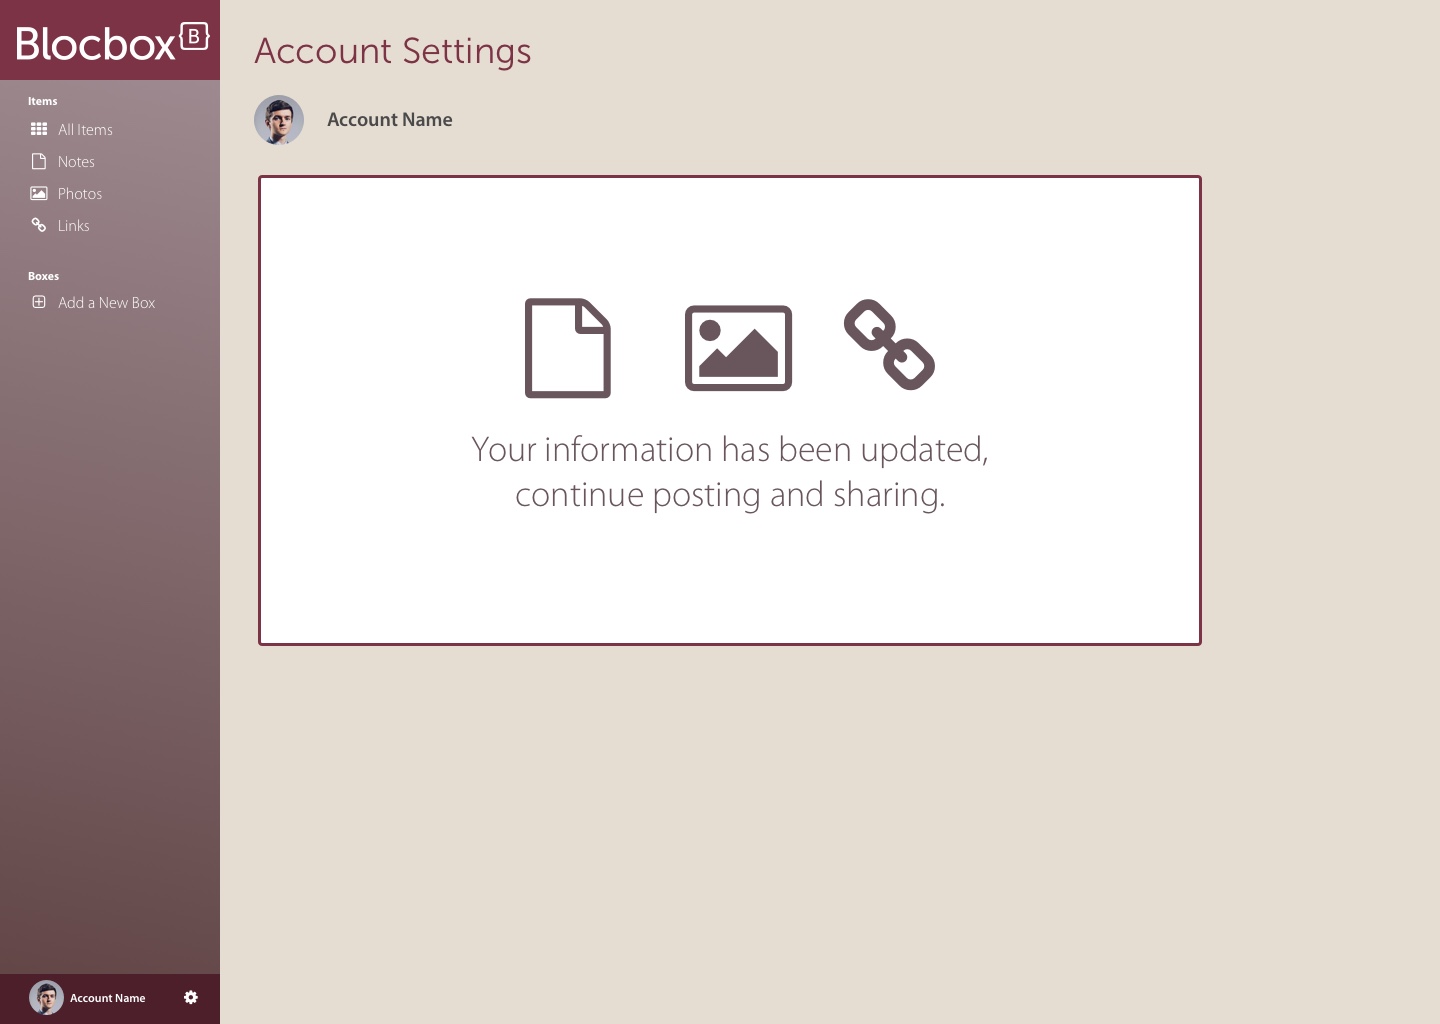 Blocbox {B}
Items
All Items
Notes
Photos
Links
Boxes
Add a New Box
Account Name
Account Settings
Account Name
Your information has been updated,
continue posting and sharing.